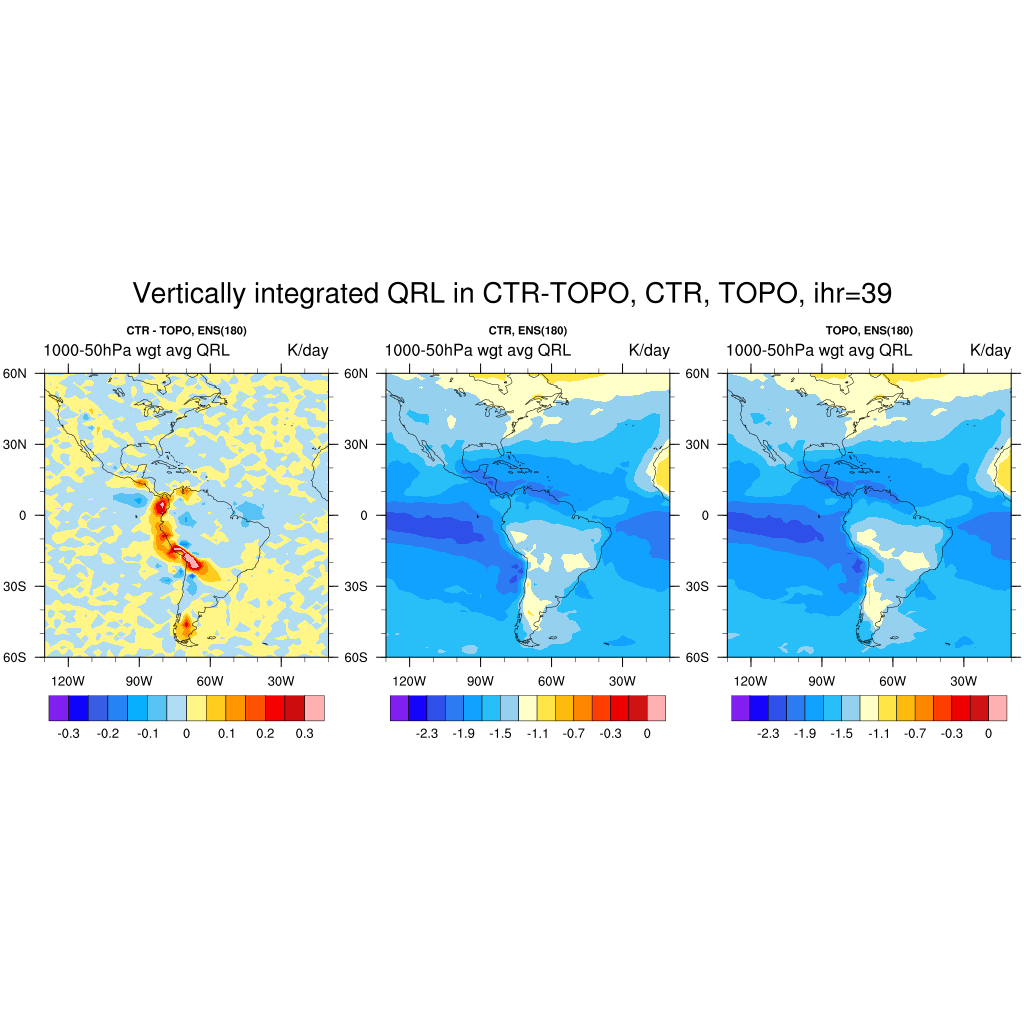 Vertically integrated QRL in CTR-TOPO, CTR, TOPO, ihr=39
CTR - TOPO, ENS(180)
1000-50hPa wgt avg QRL K/day
60N
30N
0
30S
60S
120W 90W 60W 30W
-0.3 -0.2 -0.1 0 0.1 0.2 0.3
CTR, ENS(180)
1000-50hPa wgt avg QRL K/day
60N
30N
0
30S
60S
120W 90W 60W 30W
-2.3 -1.9 -1.5 -1.1 -0.7 -0.3 0
TOPO, ENS(180)
1000-50hPa wgt avg QRL K/day
60N
30N
0
30S
60S
120W 90W 60W 30W
-2.3 -1.9 -1.5 -1.1 -0.7 -0.3 0